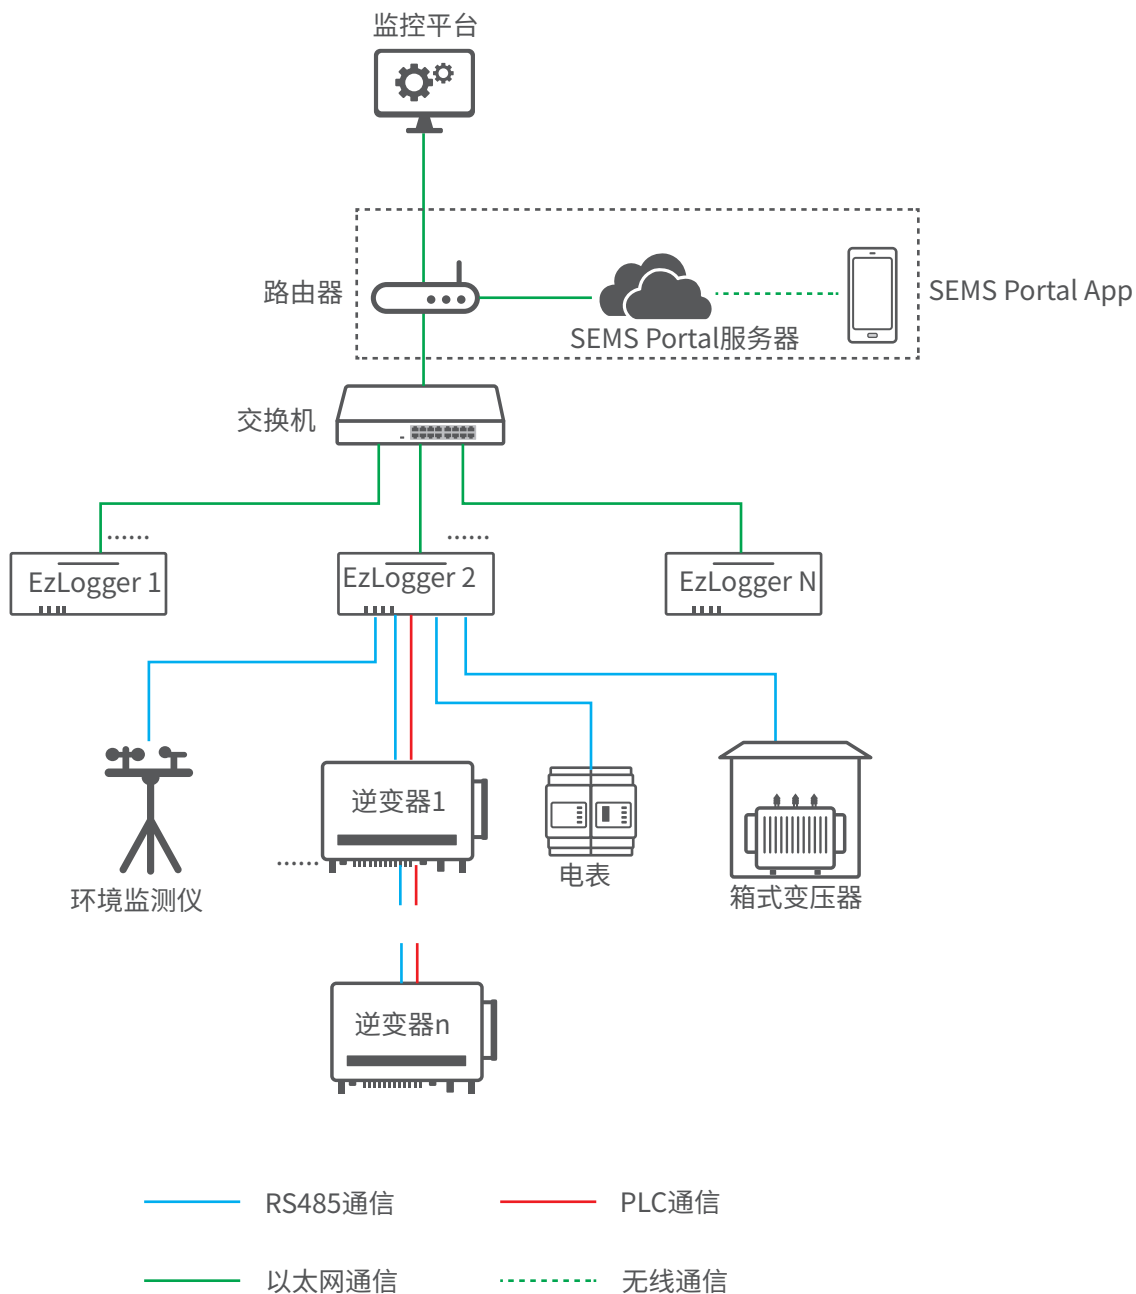 监控平台
路由器
SEMS Portal服务器
SEMS Portal App
交换机
EzLogger 1
EzLogger 2
EzLogger N
逆变器1
环境监测仪
电表
箱式变压器
逆变器n
RS485通信
PLC通信
以太网通信
无线通信